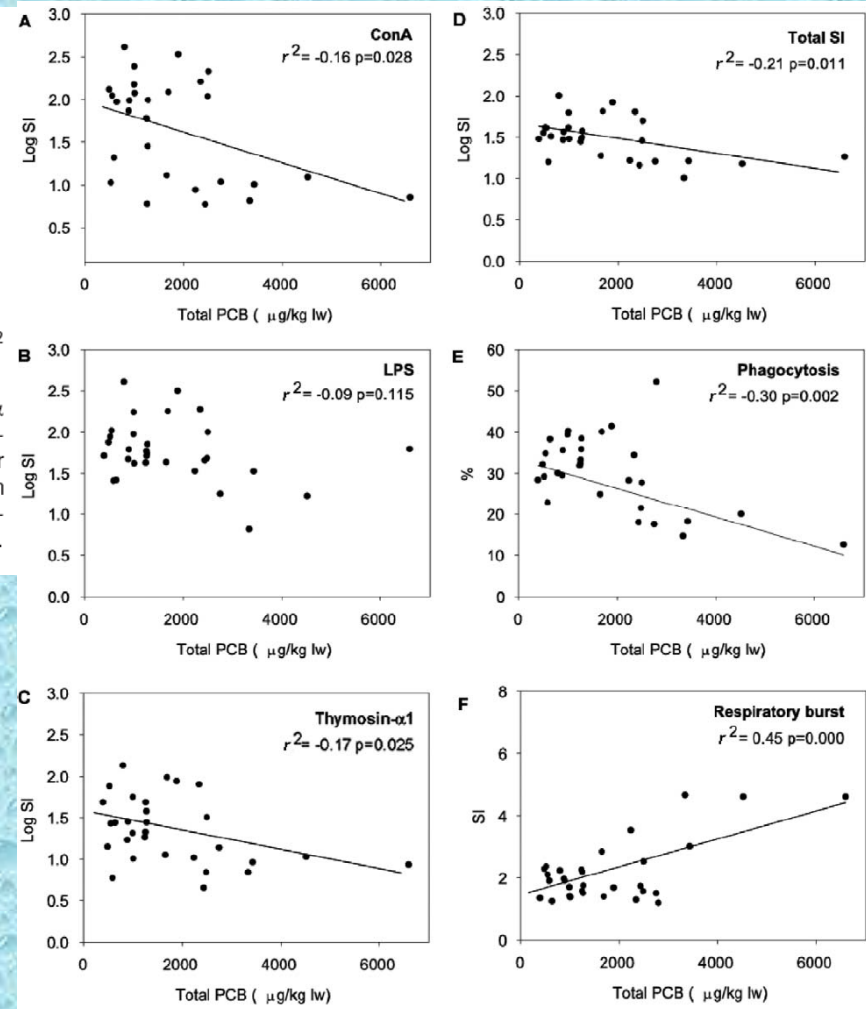 A
ConA
r² = -0.16 p=0.028
Log SI
3.0
2.5
2.0
1.5
1.0
0.5
0 2000 4000 6000
Total PCB ( μg/kg lw)
B
LPS
r² = -0.09 p=0.115
Log SI
3.0
2.5
2.0
1.5
1.0
0.5
0.0
0 2000 4000 6000
Total PCB ( μg/kg lw)
C
Thymosin-α1
r² = -0.17 p=0.025
Log SI
3.0
2.5
2.0
1.5
1.0
0.5
0.0
0 2000 4000 6000
Total PCB ( μg/kg lw)
D
Total SI
r² = -0.21 p=0.011
Log SI
3.0
2.5
2.0
1.5
1.0
0.5
0.0
0 2000 4000 6000
Total PCB ( μg/kg lw)
E
Phagocytosis
r² = -0.30 p=0.002
%
60
50
40
30
20
10
0
0 2000 4000 6000
Total PCB ( μg/kg lw)
F
Respiratory burst
r² = 0.45 p=0.000
SI
8
6
4
2
0
0 2000 4000 6000
Total PCB ( μg/kg lw)